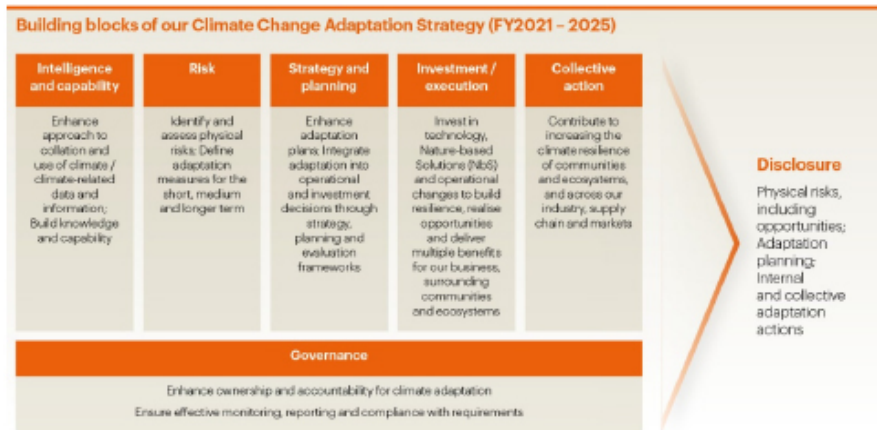 Building blocks of our Climate Change Adaptation Strategy (FY2021 – 2025)
Intelligence
and capability
Enhance
approach to
collation and
use of climate /
climate-related
data and
information;
Build knowledge
and capability
Risk
Identify and
assess physical
risks; Define
adaptation
measures for the
short, medium
and longer term
Strategy and
planning
Enhance
adaptation
plans; Integrate
adaptation into
operational
and investment
decisions through
strategy,
planning and
evaluation
frameworks
Investment /
execution
Invest in
technology,
Nature-based
Solutions (NbS)
and operational
changes to build
resilience, realise
opportunities
and deliver
multiple benefits
for our business,
surrounding
communities
and ecosystems
Collective
action
Contribute to
increasing the
climate resilience
of communities
and ecosystems,
and across our
industry, supply
chain and markets
Governance
Enhance ownership and accountability for climate adaptation
Ensure effective monitoring, reporting and compliance with requirements
Disclosure
Physical risks,
including
opportunities;
Adaptation
planning;
Internal
and collective
adaptation
actions